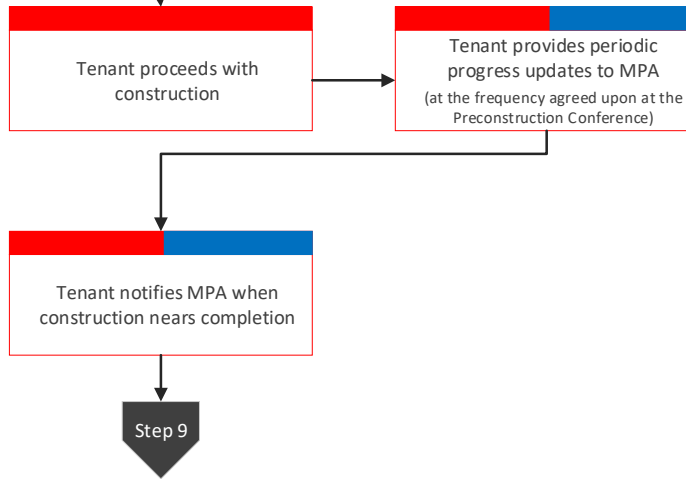 Tenant proceeds with
construction
Tenant provides periodic
progress updates to MPA
(at the frequency agreed upon at the
Preconstruction Conference)
Tenant notifies MPA when
construction nears completion
Step 9